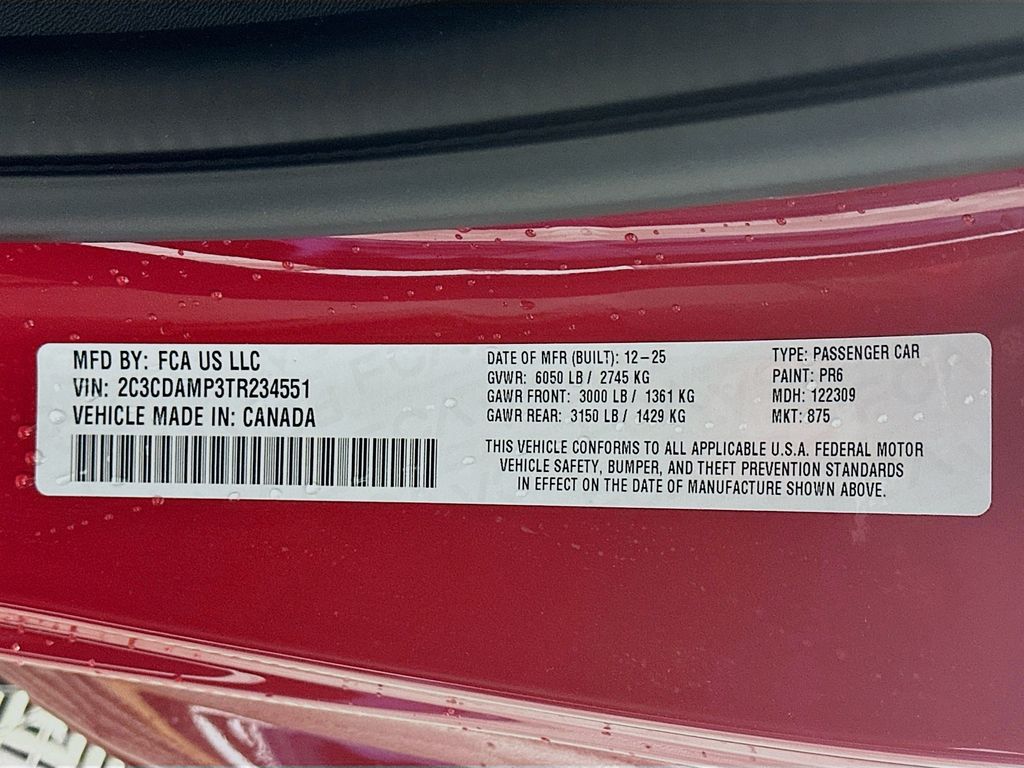 MFD BY: FCA US LLC
VIN: 2C3CDAMP3TR234551
VEHICLE MADE IN: CANADA
DATE OF MFR (BUILT): 12-25
GVWR: 6050 LB / 2745 KG
GAWR FRONT: 3000 LB / 1361 KG
GAWR REAR: 3150 LB / 1429 KG
TYPE: PASSENGER CAR
PAINT: PR6
MDH: 122309
MKT: 875
THIS VEHICLE CONFORMS TO ALL APPLICABLE U.S.A. FEDERAL MOTOR
VEHICLE SAFETY, BUMPER, AND THEFT PREVENTION STANDARDS
IN EFFECT ON THE DATE OF MANUFACTURE SHOWN ABOVE.